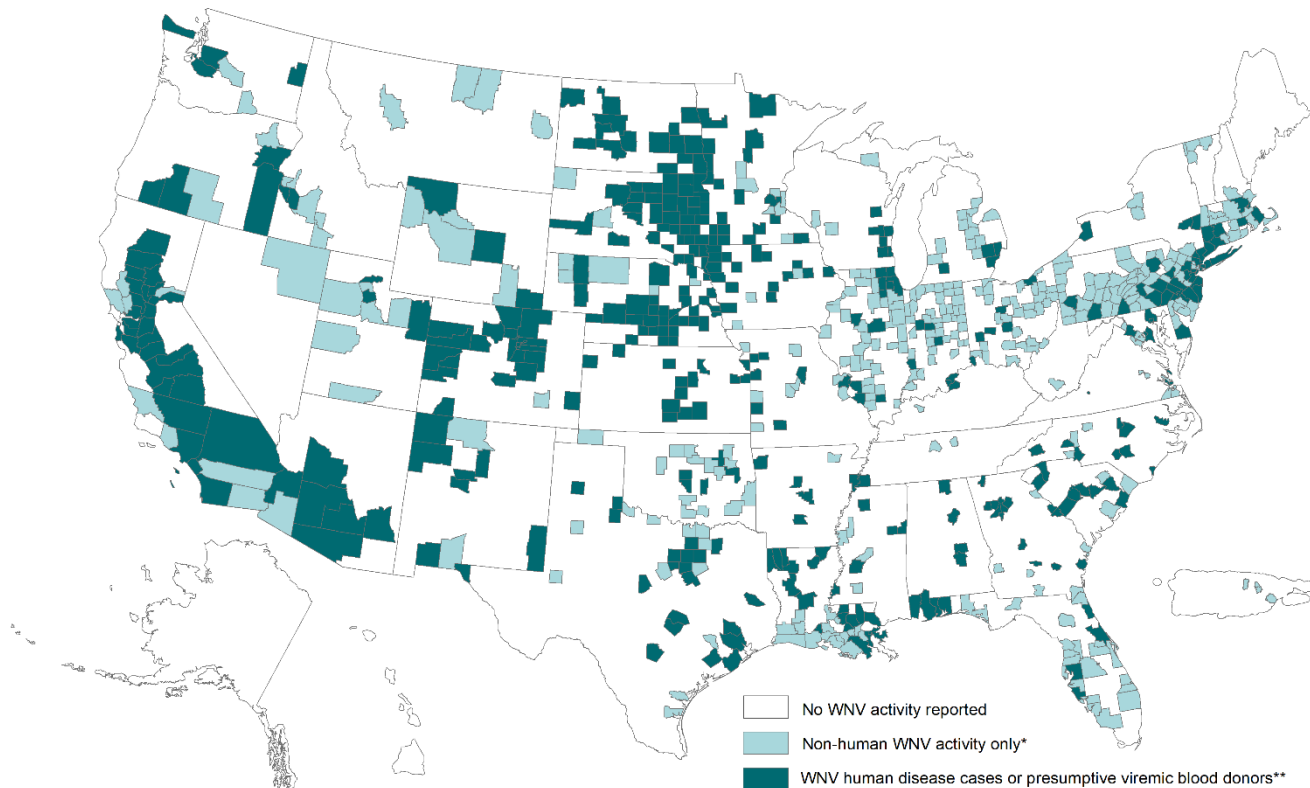 No WNV activity reported
Non-human WNV activity only*
WNV human disease cases or presumptive viremic blood donors**